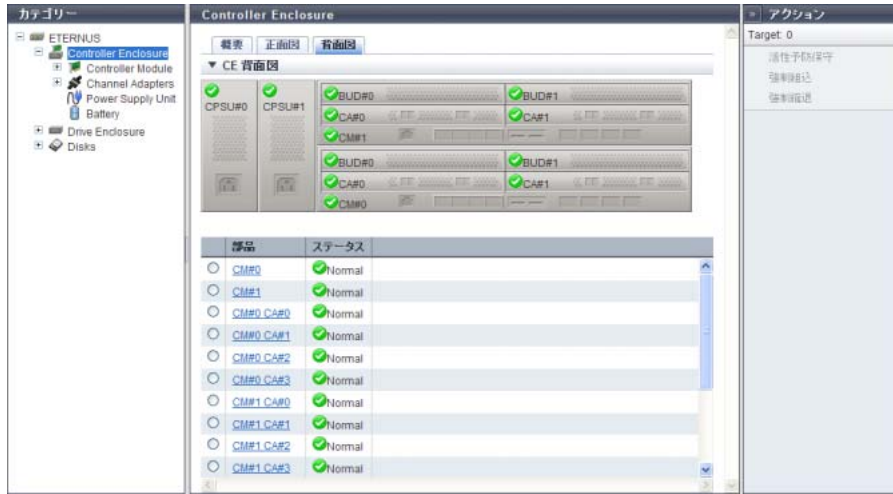 カテゴリー
ETERNUS
Controller Enclosure
Controller Module
Channel Adapters
Power Supply Unit
Battery
Drive Enclosure
Disks
Controller Enclosure
概要 正面図 背面図
▼ CE 背面図
CPSU#0 CPSU#1
BUD#0 BUD#1
CA#0 CA#1
CM#1
BUD#0 BUD#1
CA#0 CA#1
CM#0
部品 ステータス
CM#0 Normal
CM#1 Normal
CM#0 CA#0 Normal
CM#0 CA#1 Normal
CM#0 CA#2 Normal
CM#0 CA#3 Normal
CM#1 CA#0 Normal
CM#1 CA#1 Normal
CM#1 CA#2 Normal
CM#1 CA#3 Normal
» アクション
Target: 0
活性予防保守
強制組込
強制縮退